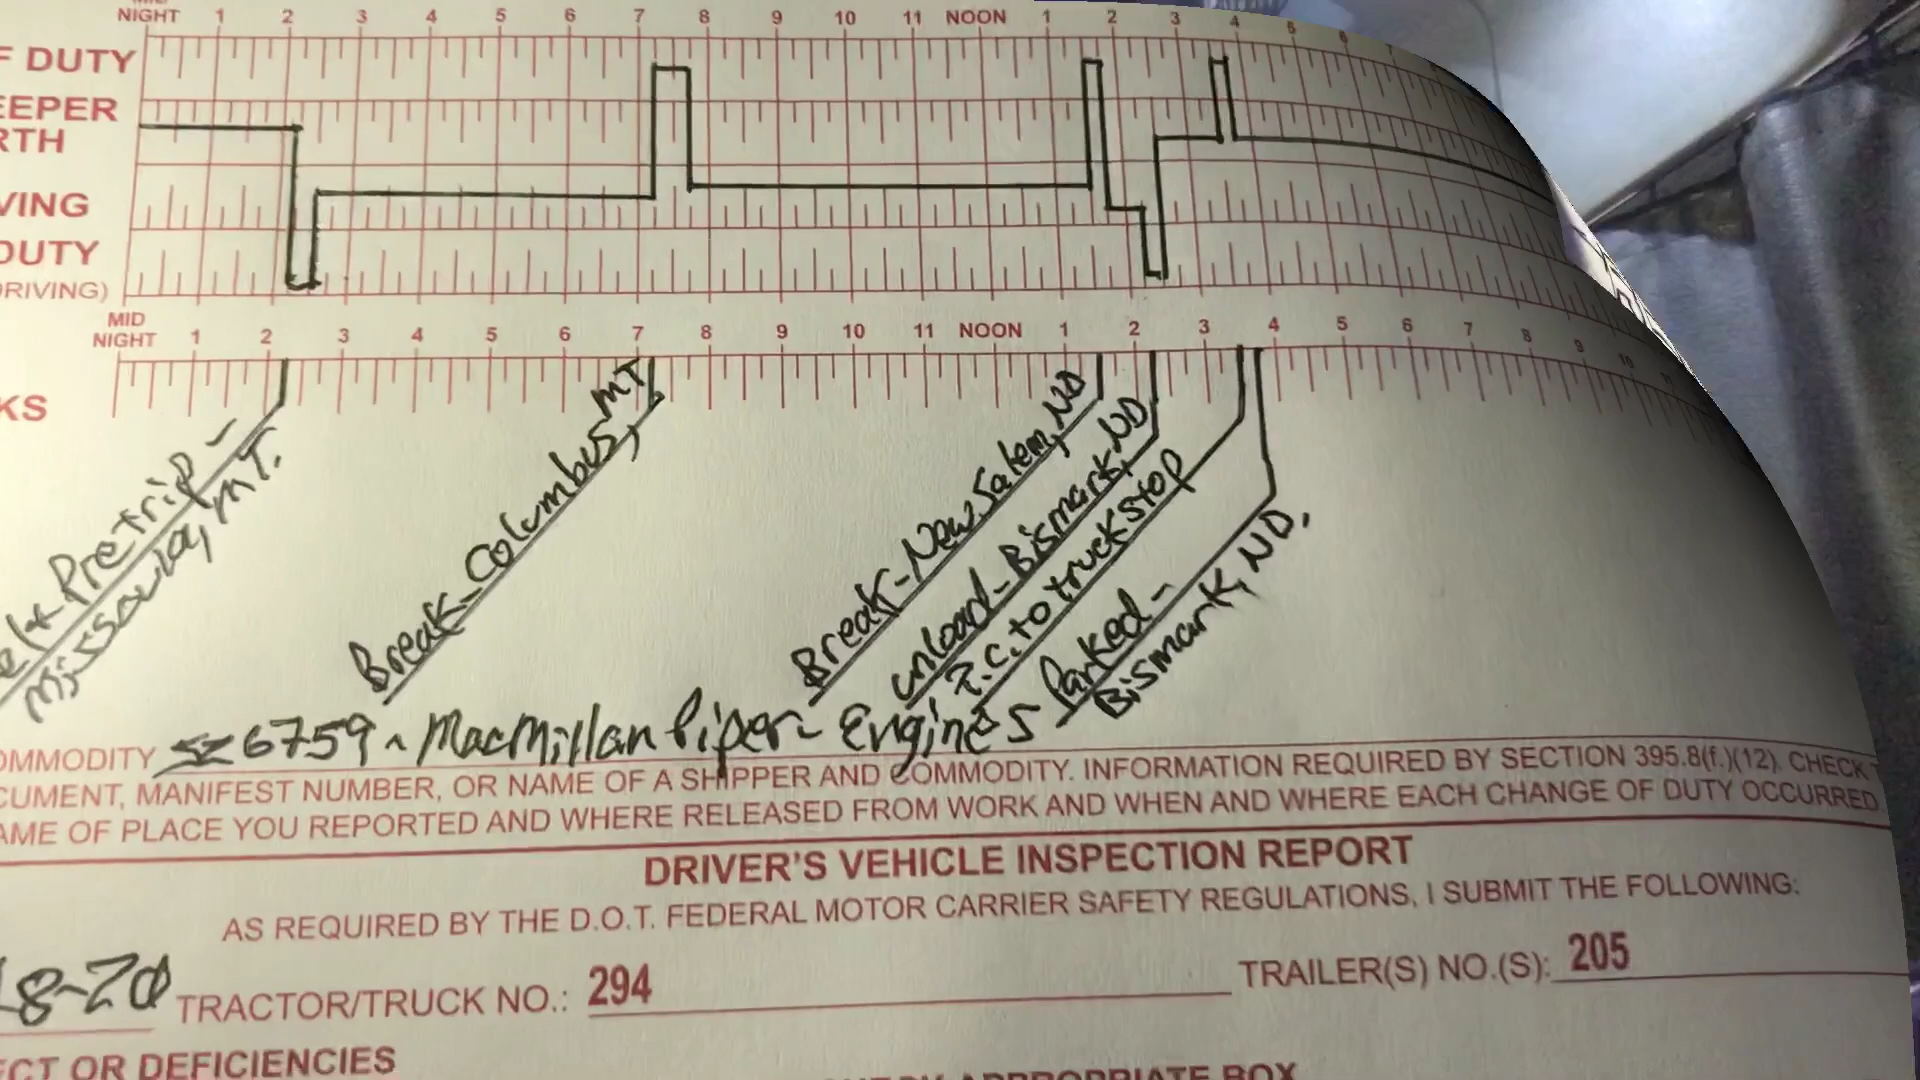 NIGHT 1 2 3 4 5 6 7 8 9 10 11 NOON 1 2 3 4 5 6 7
F DUTY
EEPER
RTH
VING
DUTY
DRIVING)
MID
NIGHT 1 2 3 4 5 6 7 8 9 10 11 NOON 1 2 3 4 5 6 7 8 9 10 11
KS
Pretrip -
Missoula, MT.
Break - Columbus, MT
Break - New Salem, ND
unload - Bismark, ND
P.C. to truck stop
Parked -
Bismark, ND.
OMMODITY SZ6759 - Macmillan Piper - Engines
CUMENT, MANIFEST NUMBER, OR NAME OF A SHIPPER AND COMMODITY. INFORMATION REQUIRED BY SECTION 395.8(f.)(12). CHECK
AME OF PLACE YOU REPORTED AND WHERE RELEASED FROM WORK AND WHEN AND WHERE EACH CHANGE OF DUTY OCCURRED
DRIVER'S VEHICLE INSPECTION REPORT
AS REQUIRED BY THE D.O.T. FEDERAL MOTOR CARRIER SAFETY REGULATIONS, I SUBMIT THE FOLLOWING:
8-20 TRACTOR/TRUCK NO.: 294 TRAILER(S) NO.(S): 205
ECT OR DEFICIENCIES
APPROPRIATE BOX